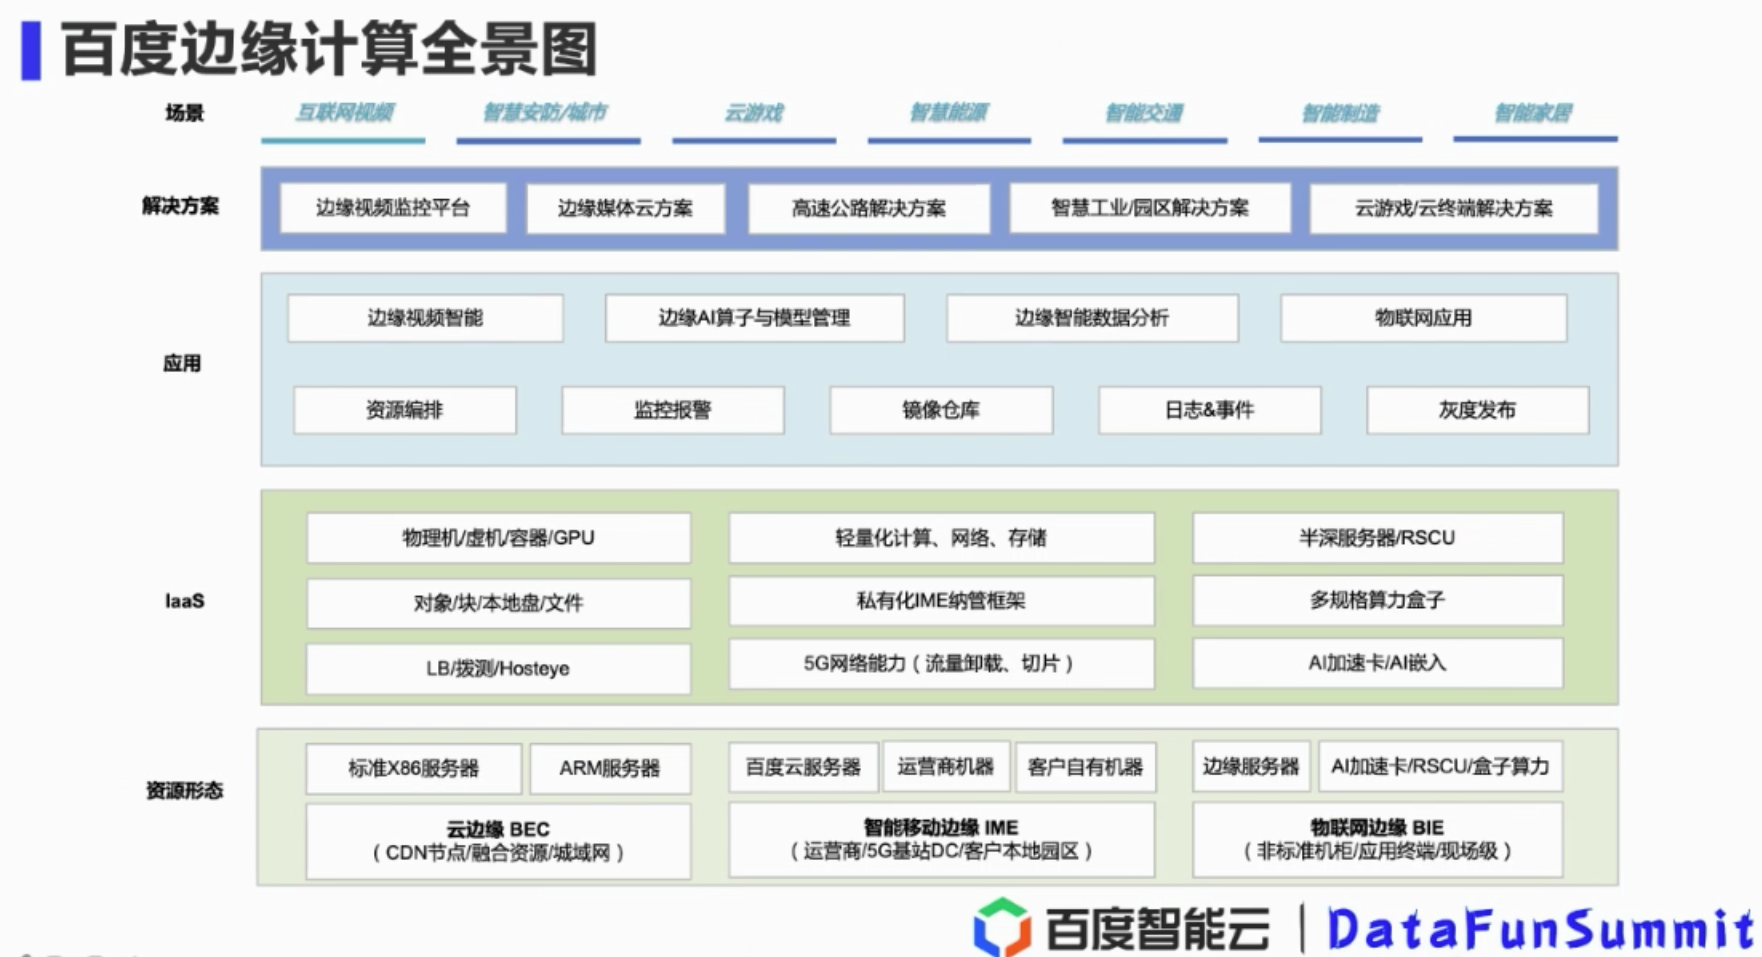 百度边缘计算全景图
场景
互联网视频
智慧安防/城市
云游戏
智慧能源
智能交通
智能制造
智能家居
解决方案
边缘视频监控平台
边缘媒体云方案
高速公路解决方案
智慧工业/园区解决方案
云游戏/云终端解决方案
应用
边缘视频智能
边缘AI算子与模型管理
边缘智能数据分析
物联网应用
资源编排
监控报警
镜像仓库
日志&事件
灰度发布
IaaS
物理机/虚机/容器/GPU
轻量化计算、网络、存储
半深服务器/RSCU
对象/块/本地盘/文件
私有化IME纳管框架
多规格算力盒子
LB/拨测/Hosteye
5G网络能力（流量卸载、切片）
AI加速卡/AI嵌入
资源形态
标准X86服务器
ARM服务器
百度云服务器
运营商机器
客户自有机器
边缘服务器
AI加速卡/RSCU/盒子算力
云边缘 BEC
（CDN节点/融合资源/城域网）
智能移动边缘 IME
（运营商/5G基站DC/客户本地园区）
物联网边缘 BIE
（非标准机柜/应用终端/现场级）
百度智能云 | DataFunSummit